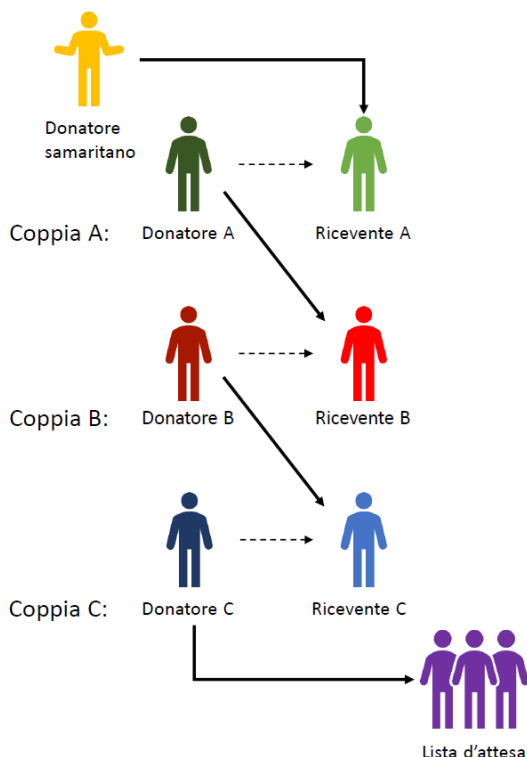 Donatore
samaritano
Coppia A:
Donatore A
Ricevente A
Coppia B:
Donatore B
Ricevente B
Coppia C:
Donatore C
Ricevente C
Lista d’attesa